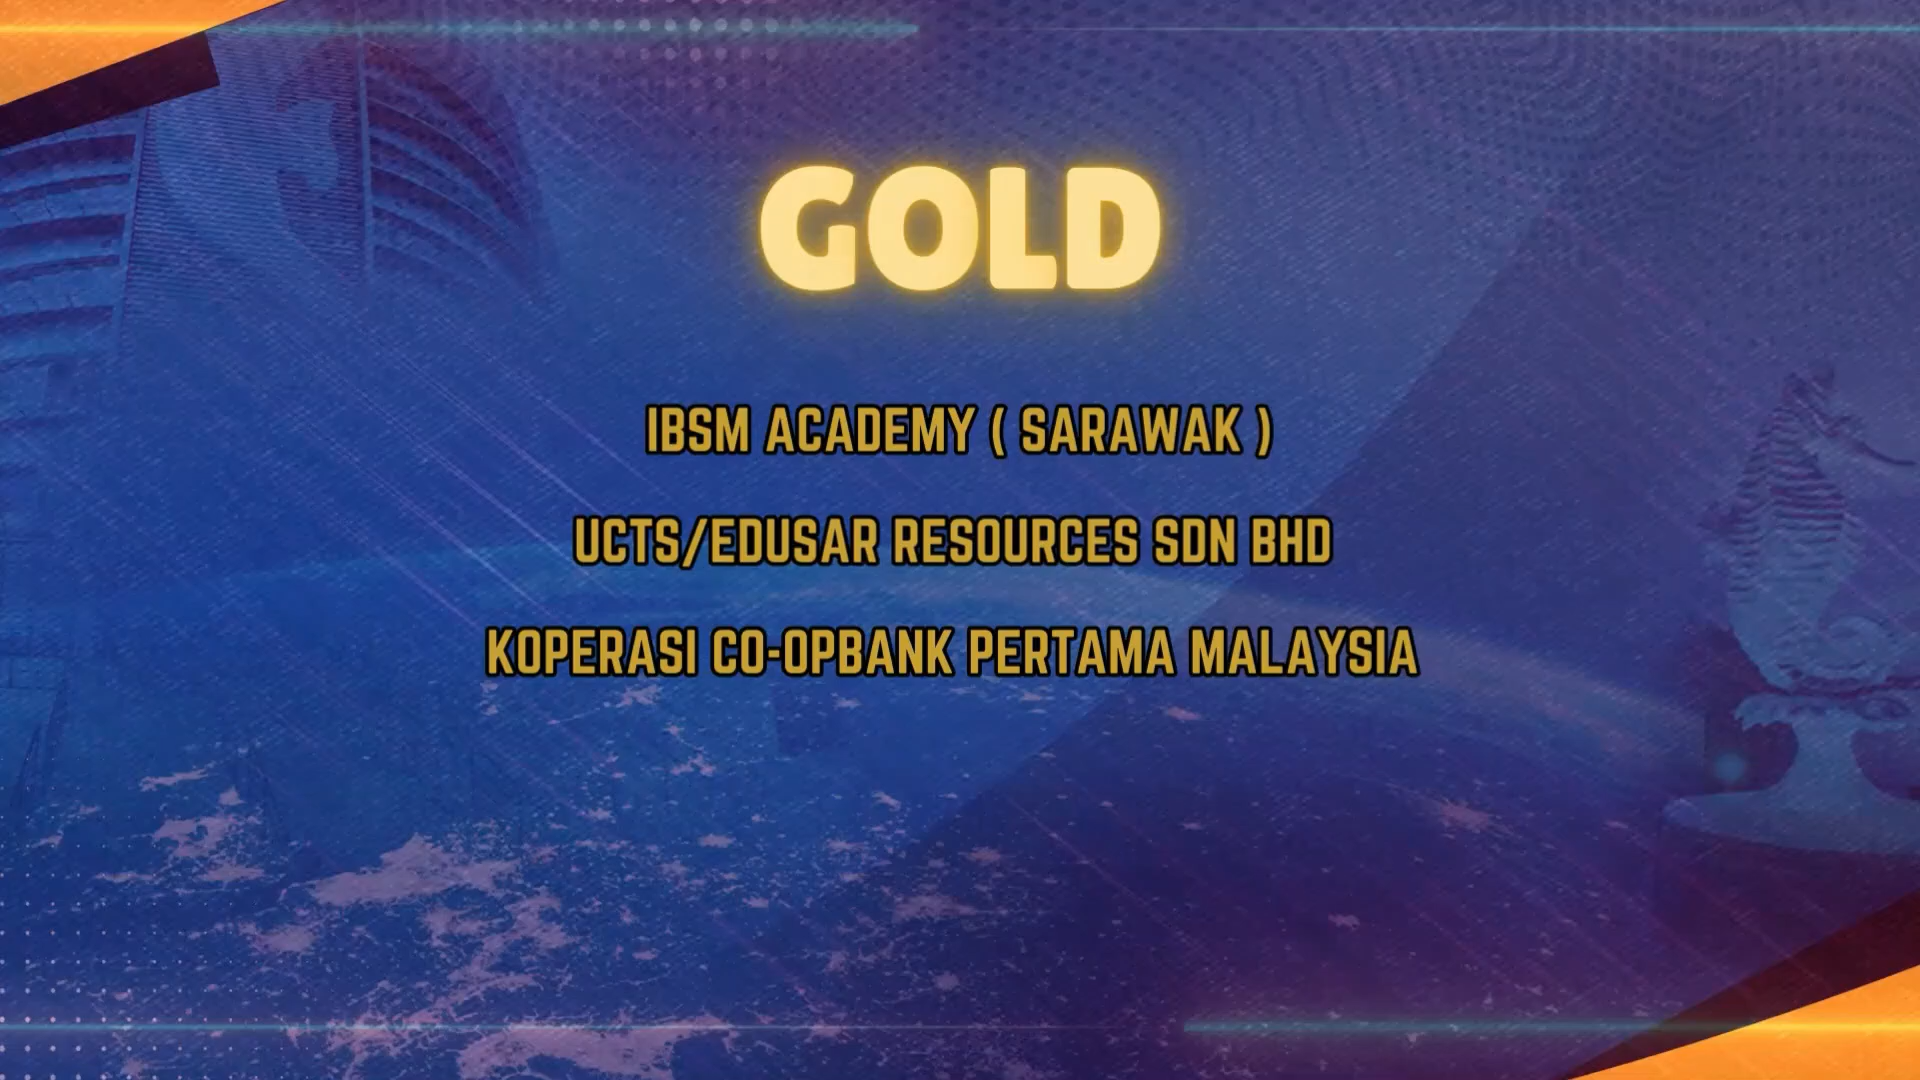 GOLD
IBSM ACADEMY ( SARAWAK )
UCTS/EDUSAR RESOURCES SDN BHD
KOPERASI CO-OPBANK PERTAMA MALAYSIA